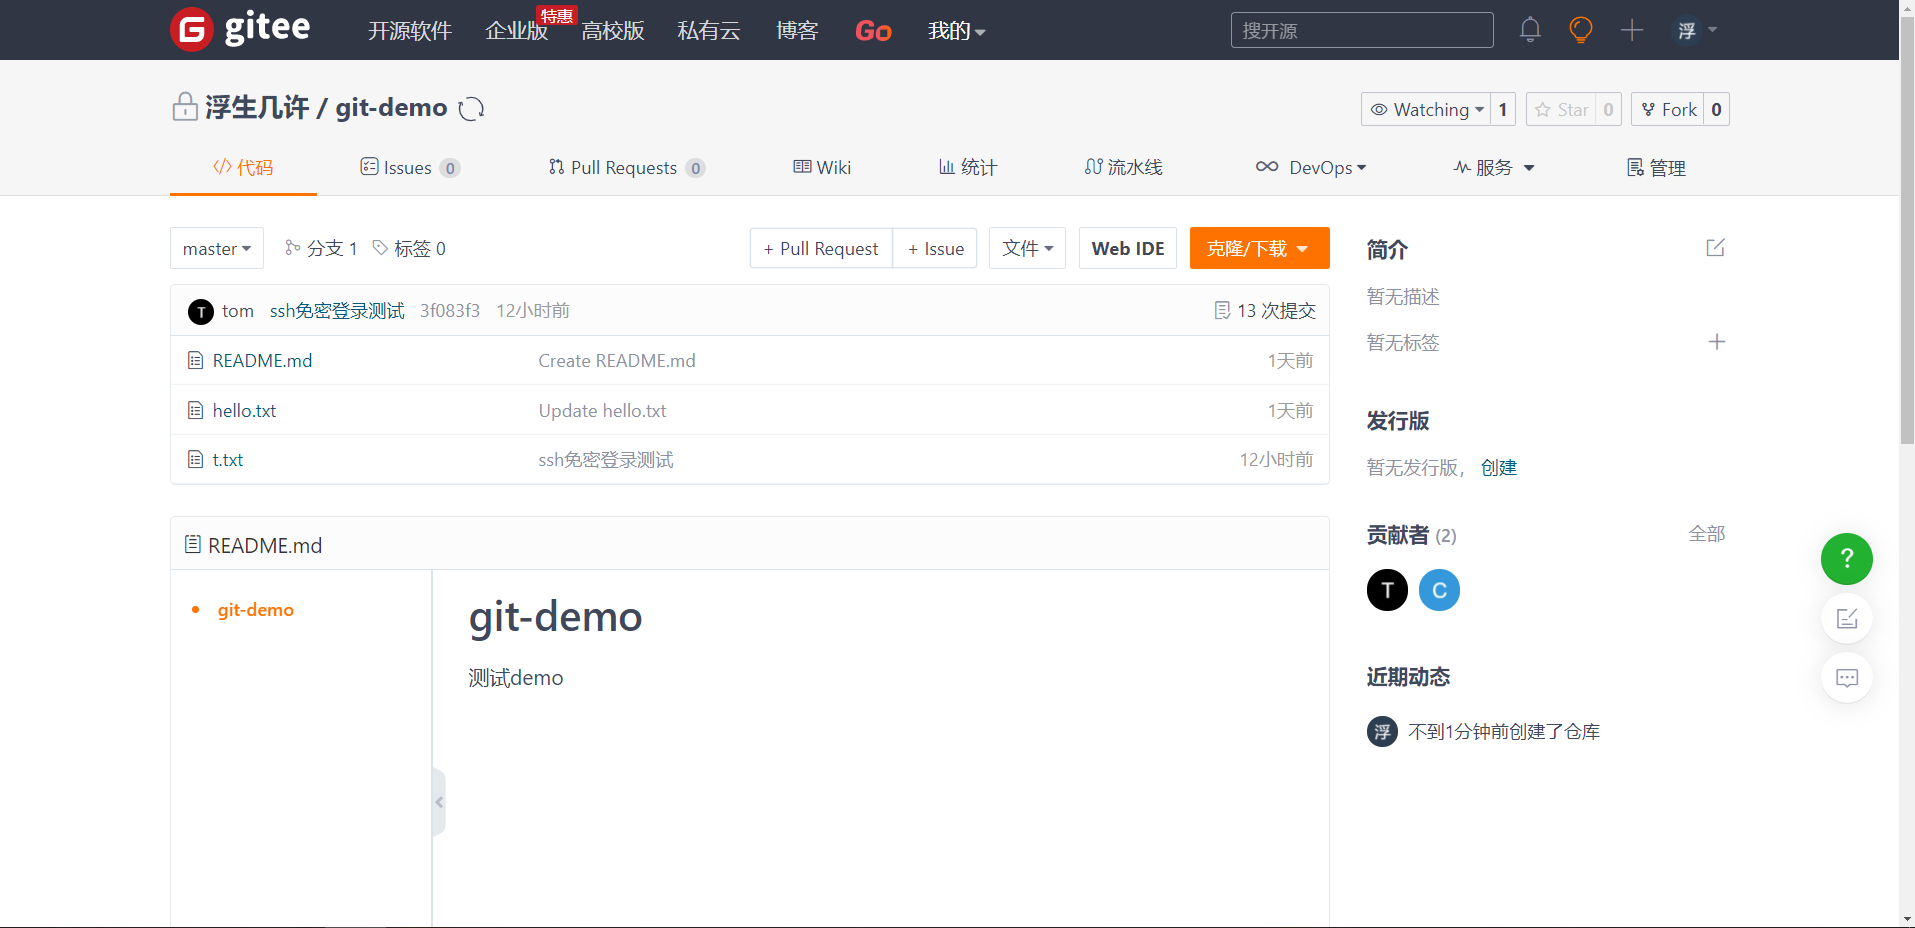 gitee 开源软件 企业版 特惠 高校版 私有云 博客 Go 我的 搜开源 浮
浮生几许 / git-demo Watching 1 Star 0 Fork 0
代码 Issues 0 Pull Requests 0 Wiki 统计 流水线 DevOps 服务 管理
master 分支 1 标签 0 + Pull Request + Issue 文件 Web IDE 克隆/下载
T tom ssh免密登录测试 3f083f3 12小时前 13 次提交
README.md Create README.md 1天前
hello.txt Update hello.txt 1天前
t.txt ssh免密登录测试 12小时前
README.md
git-demo
git-demo
测试demo
简介
暂无描述
暂无标签
发行版
暂无发行版， 创建
贡献者 (2) 全部
T C
近期动态
浮 不到1分钟前创建了仓库
?